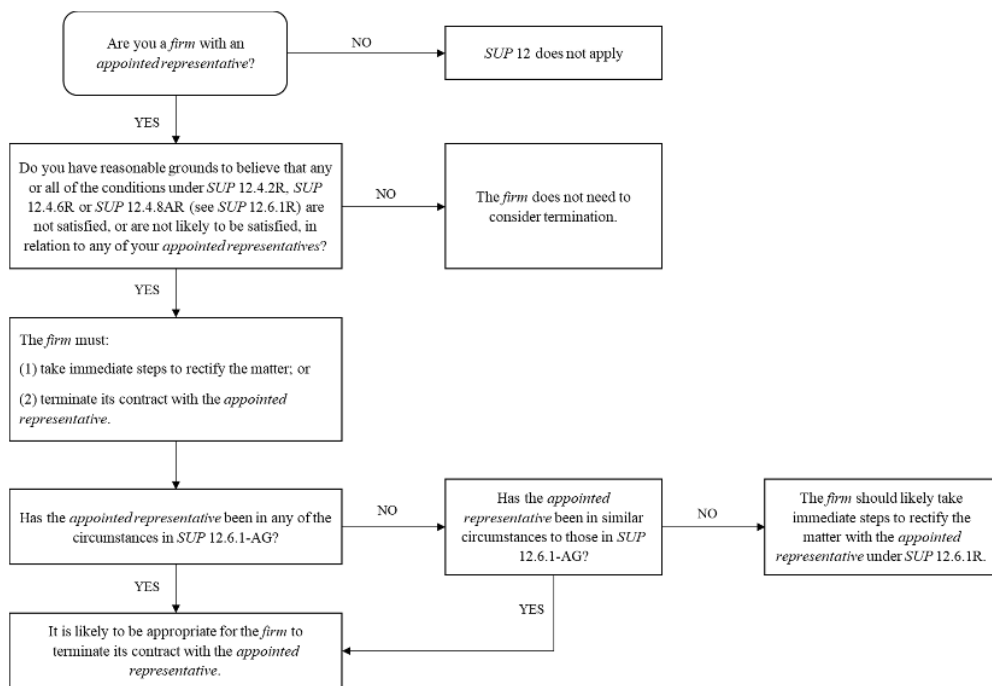 Are you a firm with an
appointed representative?
NO
SUP 12 does not apply
YES
Do you have reasonable grounds to believe that any
or all of the conditions under SUP 12.4.2R, SUP
12.4.6R or SUP 12.4.8AR (see SUP 12.6.1R) are
not satisfied, or are not likely to be satisfied, in
relation to any of your appointed representatives?
NO
The firm does not need to
consider termination.
YES
The firm must:
(1) take immediate steps to rectify the matter; or
(2) terminate its contract with the appointed
representative.
Has the appointed representative been in any of the
circumstances in SUP 12.6.1-AG?
NO
Has the appointed
representative been in similar
circumstances to those in SUP
12.6.1-AG?
NO
The firm should likely take
immediate steps to rectify the
matter with the appointed
representative under SUP 12.6.1R.
YES
YES
It is likely to be appropriate for the firm to
terminate its contract with the appointed
representative.